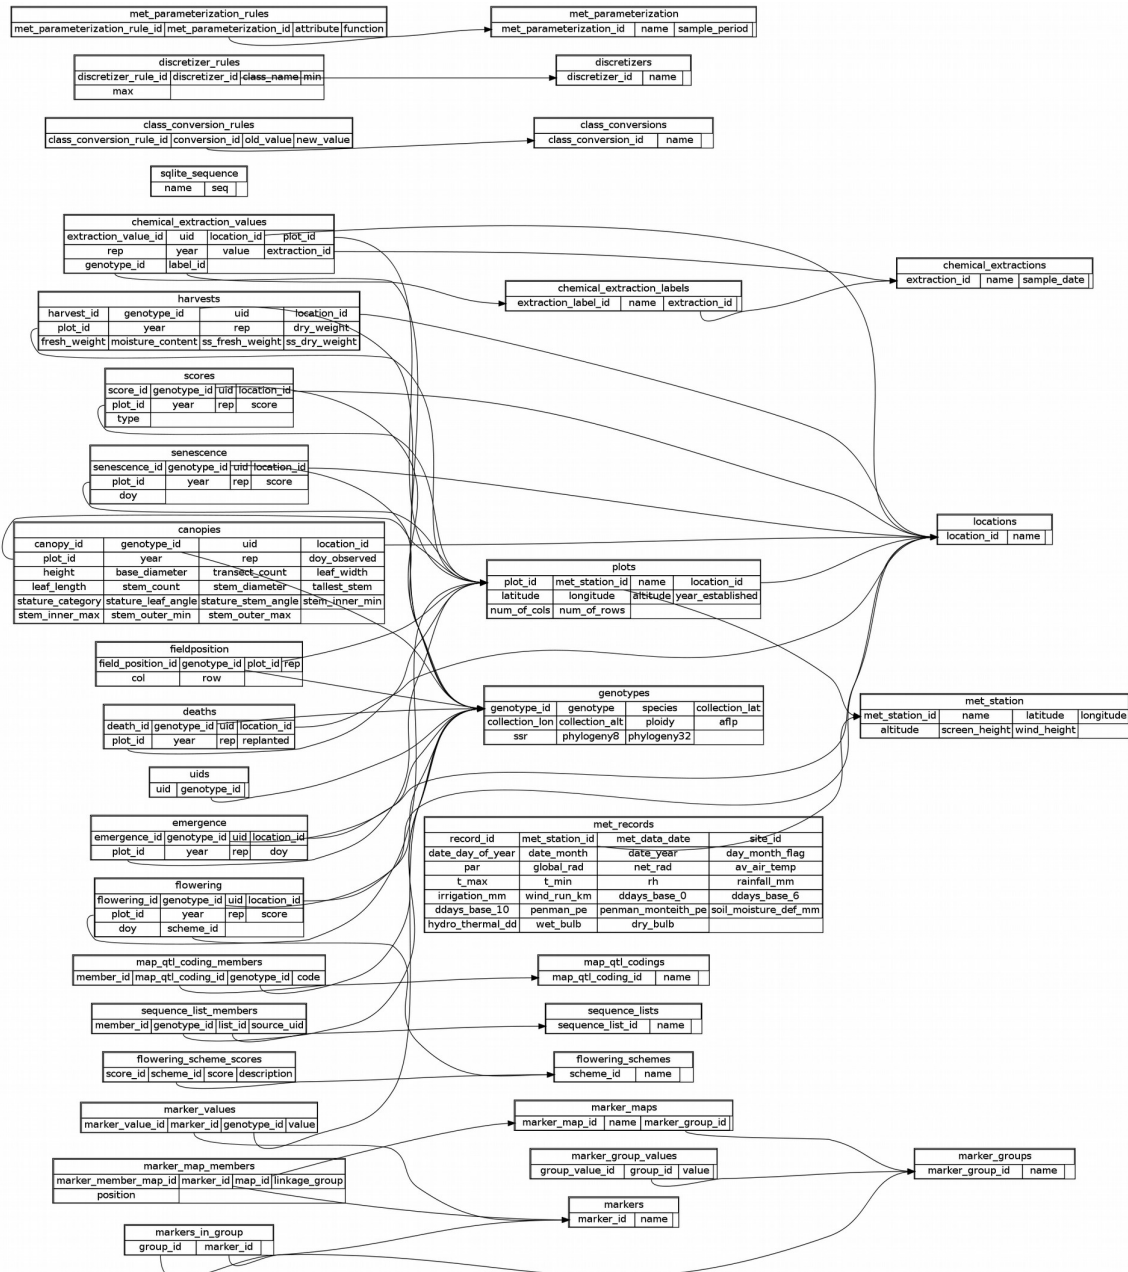 met_parameterization_rules
met_parameterization_rule_id met_parameterization_id attribute function
met_parameterization
met_parameterization_id name sample_period
discretizer_rules
discretizer_rule_id discretizer_id class_name min
max
discretizers
discretizer_id name
class_conversion_rules
class_conversion_rule_id conversion_id old_value new_value
class_conversions
class_conversion_id name
sqlite_sequence
name seq
chemical_extraction_values
extraction_value_id uid location_id plot_id
rep year value extraction_id
genotype_id label_id
chemical_extractions
extraction_id name sample_date
chemical_extraction_labels
extraction_label_id name extraction_id
harvests
harvest_id genotype_id uid location_id
plot_id year rep dry_weight
fresh_weight moisture_content ss_fresh_weight ss_dry_weight
scores
score_id genotype_id uid location_id
plot_id year rep score
type
senescence
senescence_id genotype_id uid location_id
plot_id year rep score
doy
locations
location_id name
canopies
canopy_id genotype_id uid location_id
plot_id year rep doy_observed
height base_diameter transect_count leaf_width
leaf_length stem_count stem_diameter tallest_stem
stature_category stature_leaf_angle stature_stem_angle stem_inner_min
stem_inner_max stem_outer_min stem_outer_max
plots
plot_id met_station_id name location_id
latitude longitude altitude year_established
num_of_cols num_of_rows
fieldposition
field_position_id genotype_id plot_id rep
col row
genotypes
genotype_id genotype species collection_lat
collection_lon collection_alt ploidy aflp
ssr phylogeny8 phylogeny32
met_station
met_station_id name latitude longitude
altitude screen_height wind_height
deaths
death_id genotype_id uid location_id
plot_id year rep replanted
uids
uid genotype_id
emergence
emergence_id genotype_id uid location_id
plot_id year rep doy
met_records
record_id met_station_id met_data_date site_id
date_day_of_year date_month date_year day_month_flag
par global_rad net_rad av_air_temp
t_max t_min rh rainfall_mm
irrigation_mm wind_run_km ddays_base_0 ddays_base_6
ddays_base_10 penman_pe penman_monteith_pe soil_moisture_def_mm
hydro_thermal_dd wet_bulb dry_bulb
flowering
flowering_id genotype_id uid location_id
plot_id year rep score
doy scheme_id
map_qtl_coding_members
member_id map_qtl_coding_id genotype_id code
map_qtl_codings
map_qtl_coding_id name
sequence_list_members
member_id genotype_id list_id source_uid
sequence_lists
sequence_list_id name
flowering_scheme_scores
score_id scheme_id score description
flowering_schemes
scheme_id name
marker_values
marker_value_id marker_id genotype_id value
marker_maps
marker_map_id name marker_group_id
marker_map_members
marker_member_map_id marker_id map_id linkage_group
position
marker_group_values
group_value_id group_id value
marker_groups
marker_group_id name
markers
marker_id name
markers_in_group
group_id marker_id